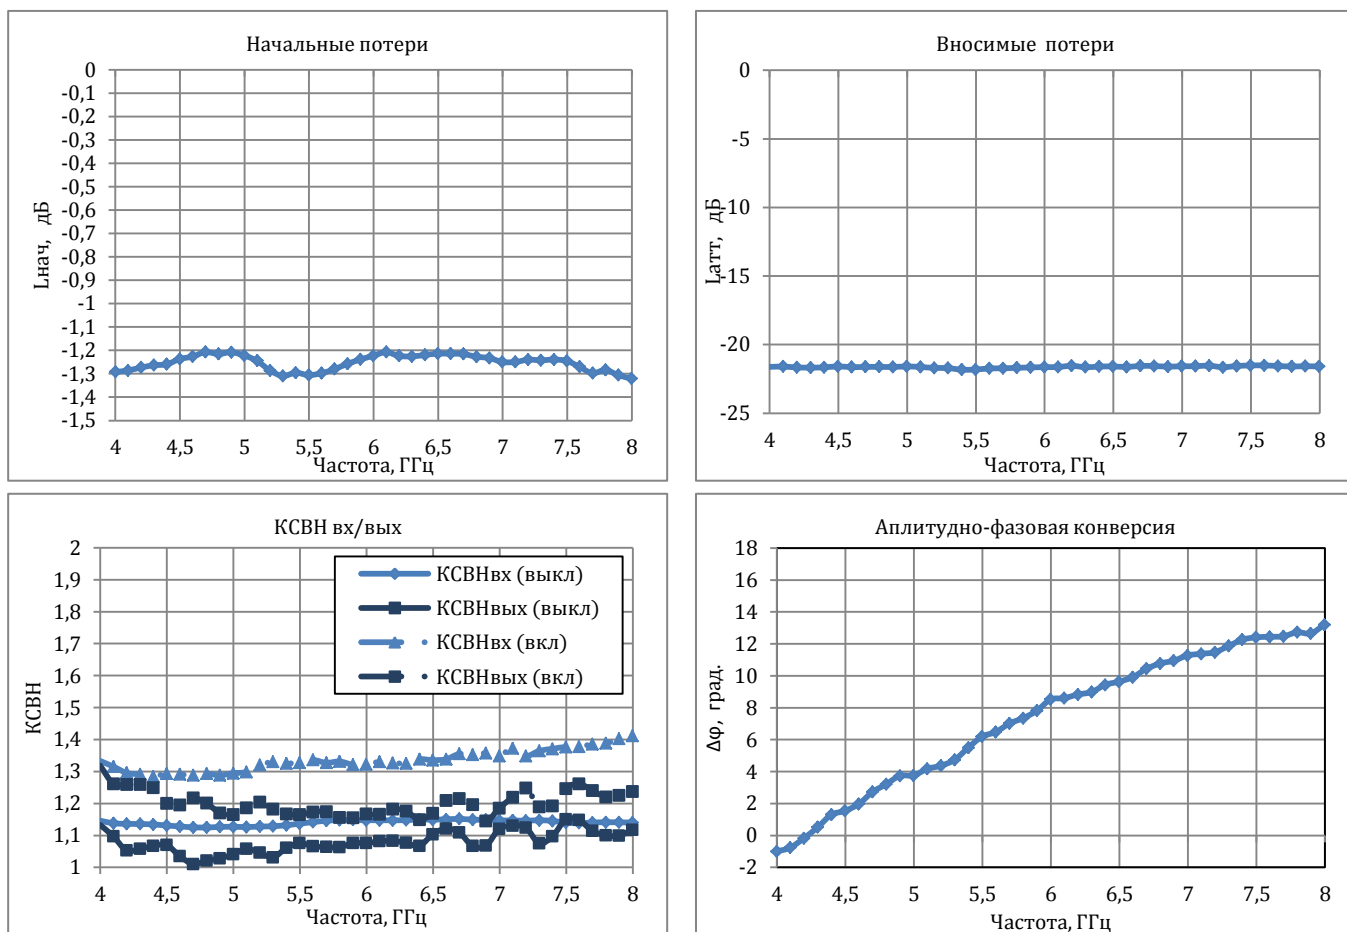 Начальные потери
0
-0,1
-0,2
-0,3
-0,4
-0,5
-0,6
-0,7
-0,8
-0,9
-1
-1,1
-1,2
-1,3
-1,4
-1,5
Lнач, дБ
4 4,5 5 5,5 6 6,5 7 7,5 8
Частота, ГГц
Вносимые потери
0
-5
-10
-15
-20
-25
Lатт, дБ
4 4,5 5 5,5 6 6,5 7 7,5 8
Частота, ГГц
КСВН вх/вых
2
1,9
1,8
1,7
1,6
1,5
1,4
1,3
1,2
1,1
1
КСВН
КСВНвх (выкл)
КСВНвых (выкл)
КСВНвх (вкл)
КСВНвых (вкл)
4 4,5 5 5,5 6 6,5 7 7,5 8
Частота, ГГц
Аплитудно-фазовая конверсия
18
16
14
12
10
8
6
4
2
0
-2
Δφ, град.
4 4,5 5 5,5 6 6,5 7 7,5 8
Частота, ГГц